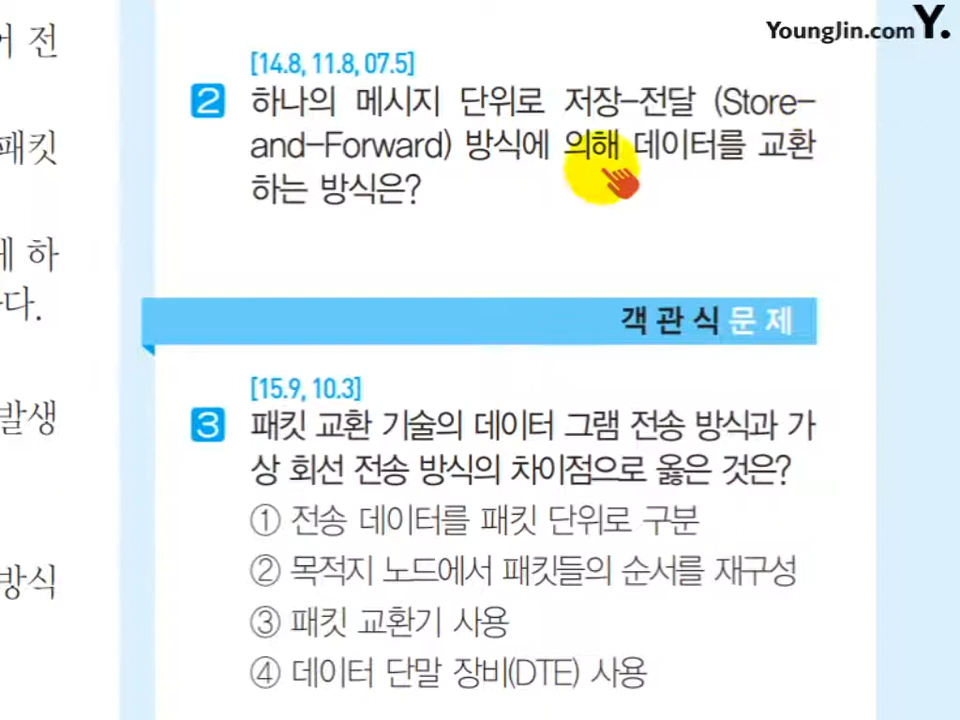 YoungJin.com Y.
어 전
패킷
하
다.
발생
방식
[14.8, 11.8, 07.5]
2 하나의 메시지 단위로 저장-전달 (Store-
and-Forward) 방식에 의해 데이터를 교환
하는 방식은?
객관식문제
[15.9, 10.3]
3 패킷 교환 기술의 데이터 그램 전송 방식과 가
상 회선 전송 방식의 차이점으로 옳은 것은?
① 전송 데이터를 패킷 단위로 구분
② 목적지 노드에서 패킷들의 순서를 재구성
③ 패킷 교환기 사용
④ 데이터 단말 장비(DTE) 사용